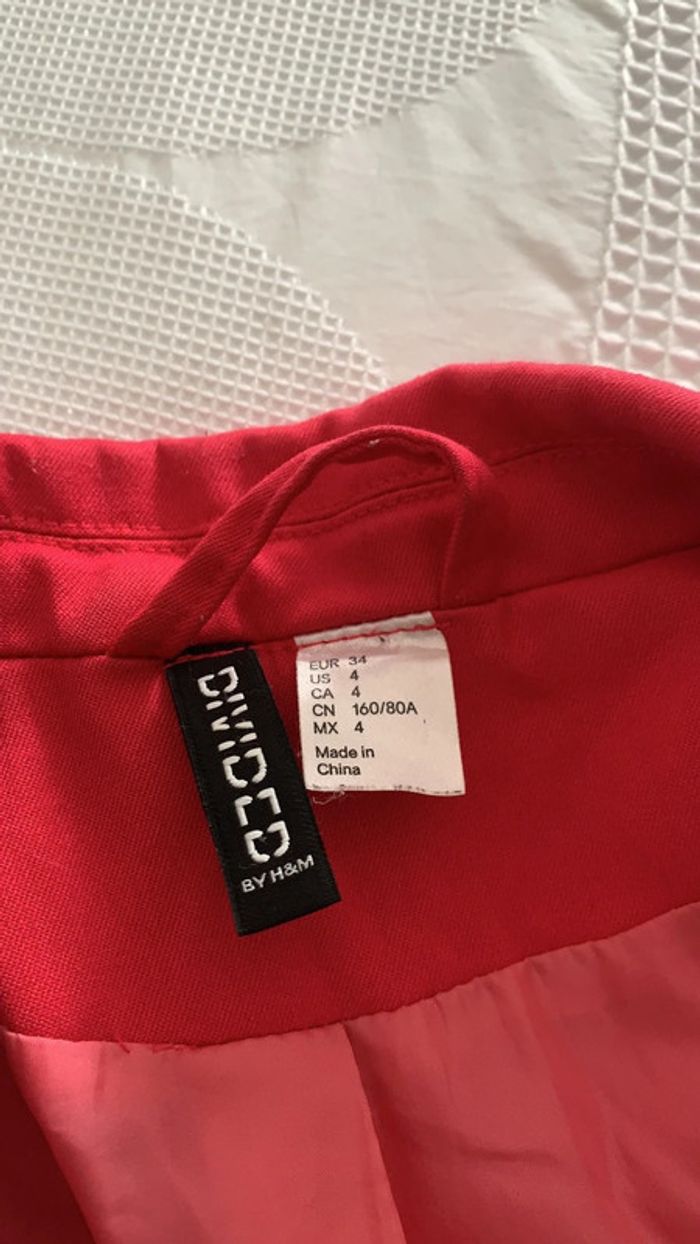 DIVIDED
BY H&M
EUR 34
US 4
CA 4
CN 160/80A
MX 4
Made in
China